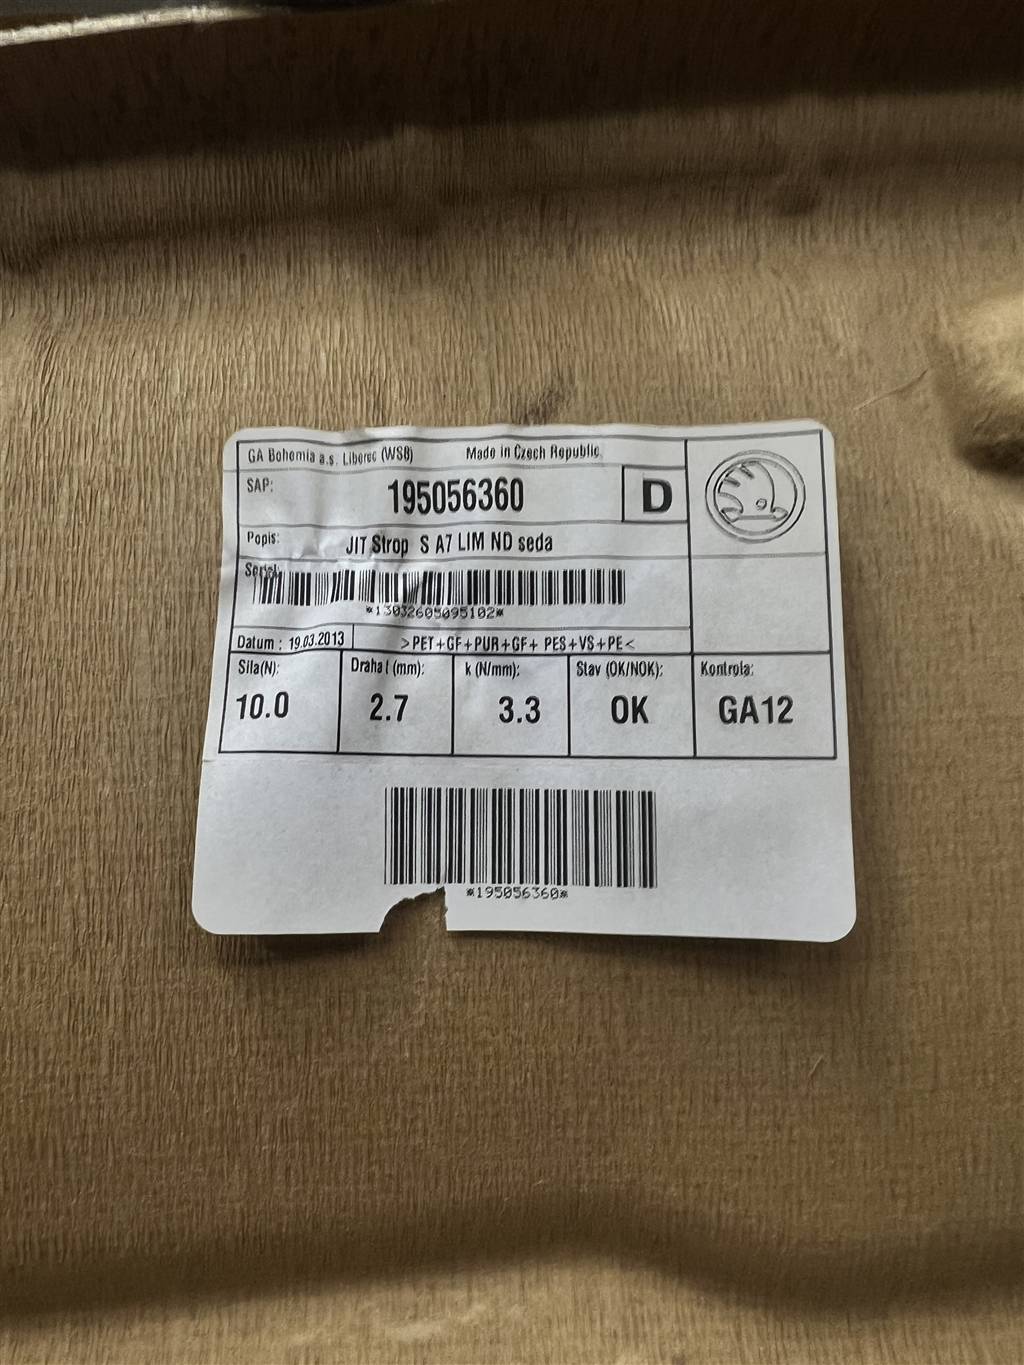 GA Bohemia a.s. Liberec (WS8) Made in Czech Republic
SAP: 195056360 D
Popis: JIT Strop S A7 LIM ND seda
Serial:
*13032605095102*
Datum : 19.03.2013 >PET+GF+PUR+GF+ PES+VS+PE<
Sila(N): Draha l (mm): k (N/mm): Stav (OK/NOK): Kontrola:
10.0 2.7 3.3 OK GA12
*195056360*